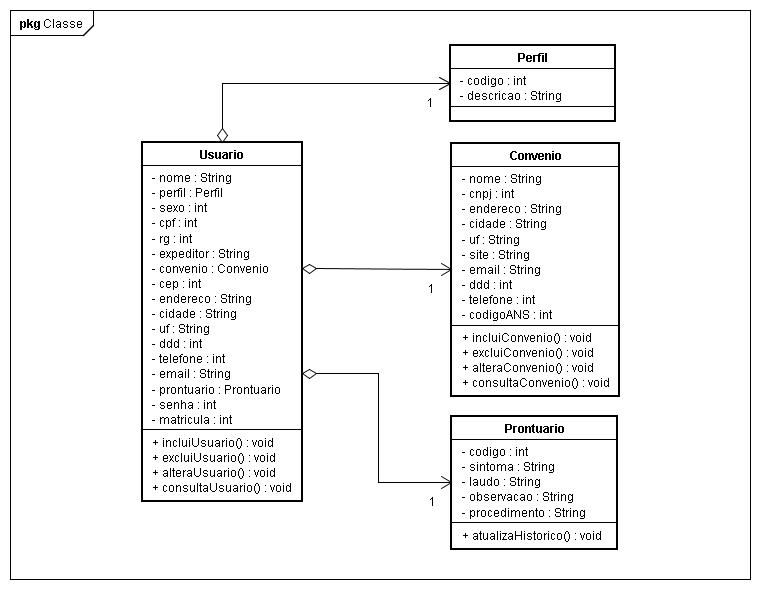 pkg Classe
Perfil
- codigo : int
- descricao : String
1
Usuario
- nome : String
- perfil : Perfil
- sexo : int
- cpf : int
- rg : int
- expeditor : String
- convenio : Convenio
- cep : int
- endereco : String
- cidade : String
- uf : String
- ddd : int
- telefone : int
- email : String
- prontuario : Prontuario
- senha : int
- matricula : int
+ incluiUsuario() : void
+ excluiUsuario() : void
+ alteraUsuario() : void
+ consultaUsuario() : void
Convenio
- nome : String
- cnpj : int
- endereco : String
- cidade : String
- uf : String
- site : String
- email : String
- ddd : int
- telefone : int
- codigoANS : int
+ incluiConvenio() : void
+ excluiConvenio() : void
+ alteraConvenio() : void
+ consultaConvenio() : void
1
Prontuario
- codigo : int
- sintoma : String
- laudo : String
- observacao : String
- procedimento : String
+ atualizaHistorico() : void
1